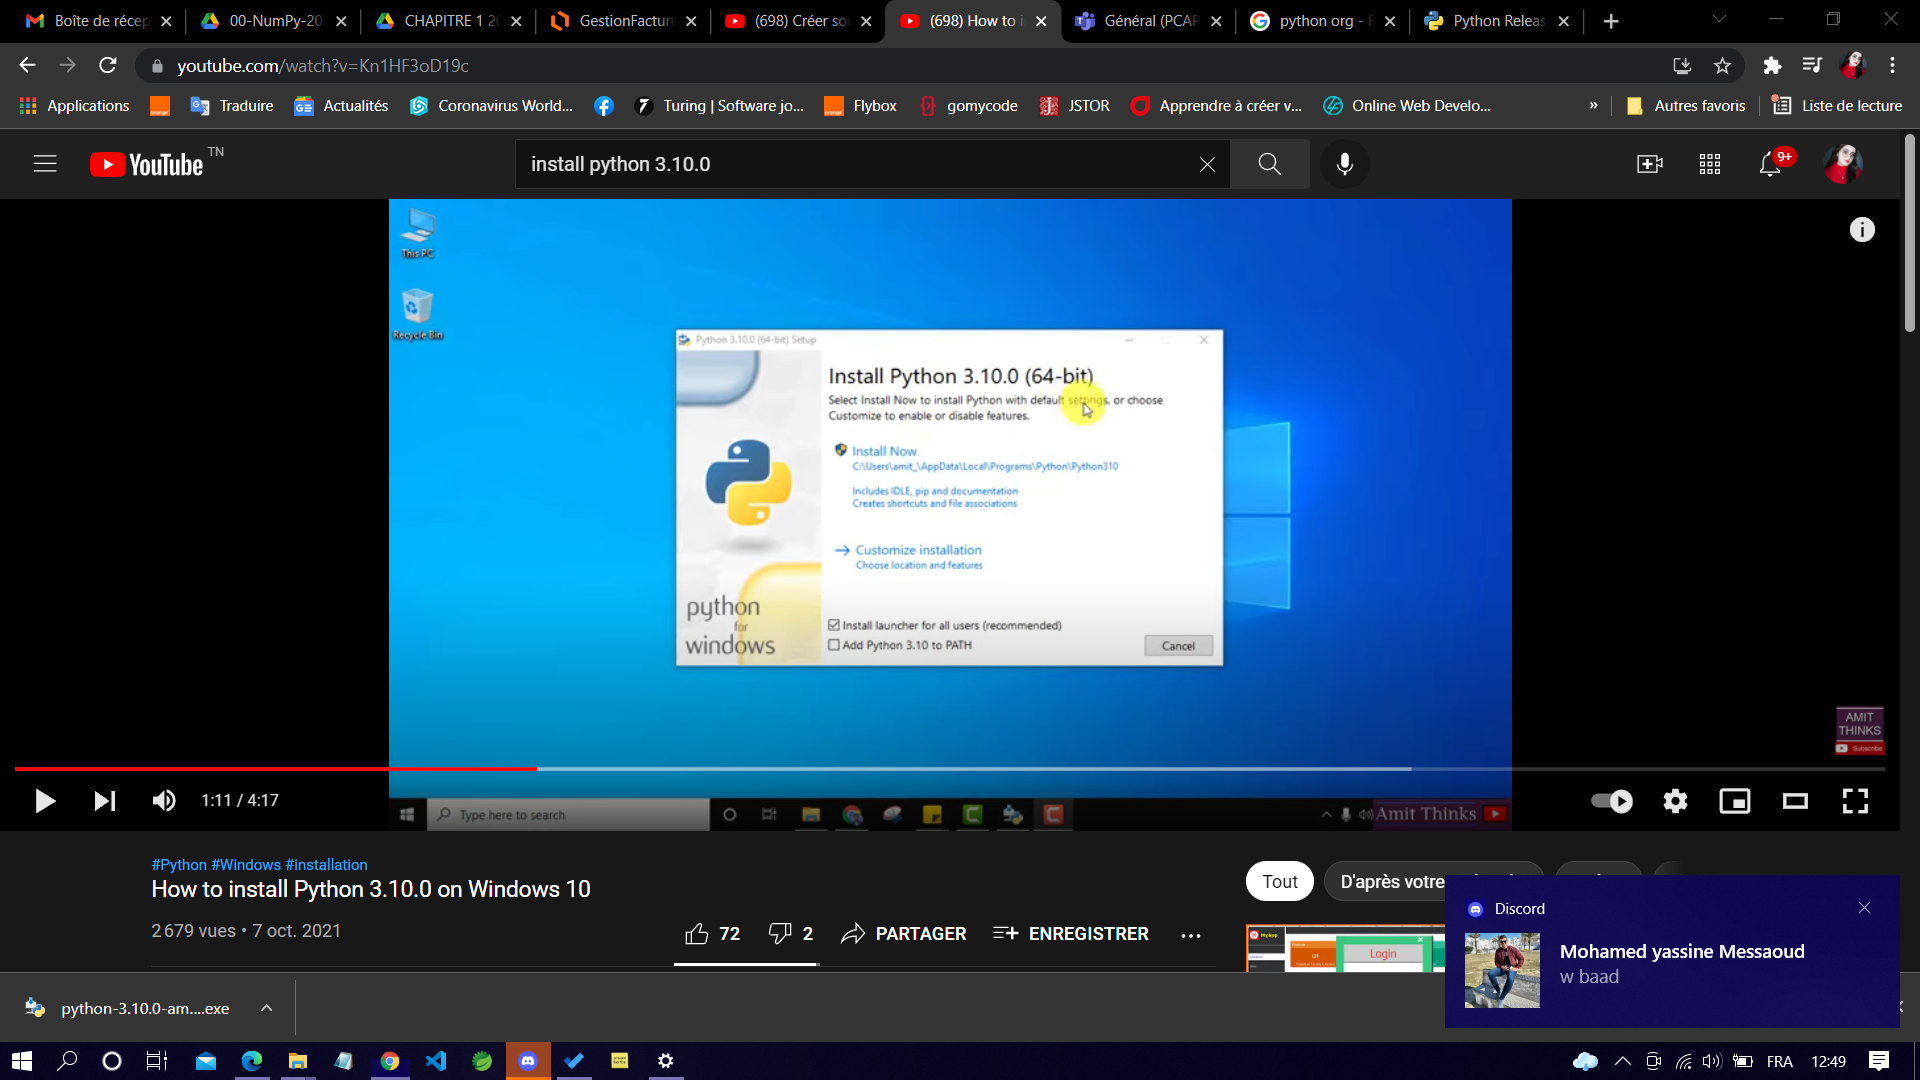 Boîte de récep
00-NumPy-20
CHAPITRE 1 20
GestionFacture
(698) Créer so
(698) How to i
Général (PCAP
python org -
Python Releas
youtube.com/watch?v=Kn1HF3oD19c
Applications
Traduire
Actualités
Coronavirus World...
Turing | Software jo...
Flybox
gomycode
JSTOR
Apprendre à créer v...
Online Web Develo...
»
Autres favoris
Liste de lecture
YouTube TN
install python 3.10.0
9+
This PC
Recycle Bin
Python 3.10.0 (64-bit) Setup
Install Python 3.10.0 (64-bit)
Select Install Now to install Python with default settings, or choose
Customize to enable or disable features.
Install Now
C:\Users\amit_\AppData\Local\Programs\Python\Python310
Includes IDLE, pip and documentation
Creates shortcuts and file associations
Customize installation
Choose location and features
python
for
windows
Install launcher for all users (recommended)
Add Python 3.10 to PATH
Cancel
AMIT
THINKS
Subscribe
1:11 / 4:17
Type here to search
Amit Thinks
#Python #Windows #installation
How to install Python 3.10.0 on Windows 10
2 679 vues • 7 oct. 2021
72
2
PARTAGER
ENREGISTRER
Tout
D'après votre
MyApp
Login
Discord
Mohamed yassine Messaoud
w baad
python-3.10.0-am....exe
FRA
12:49